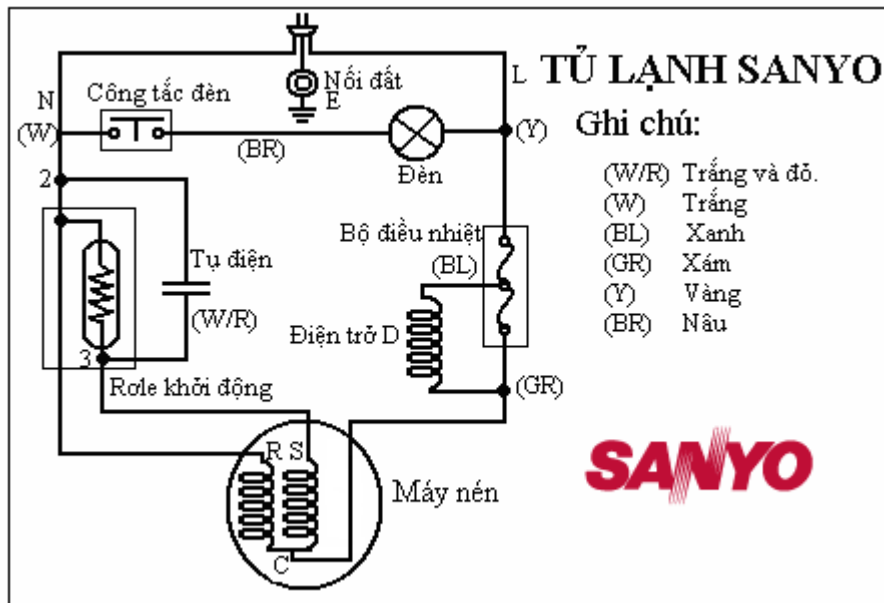 Nối đất
E
L
TỦ LẠNH SANYO
N
Công tắc đèn
(W)
(BR)
Đèn
(Y)
Ghi chú:
(W/R) Trắng và đỏ.
(W) Trắng
(BL) Xanh
(GR) Xám
(Y) Vàng
(BR) Nâu
2
Bộ điều nhiệt
(BL)
Tụ điện
(W/R)
Điện trở D
3
Rơle khởi động
(GR)
R S
Máy nén
C
SANYO